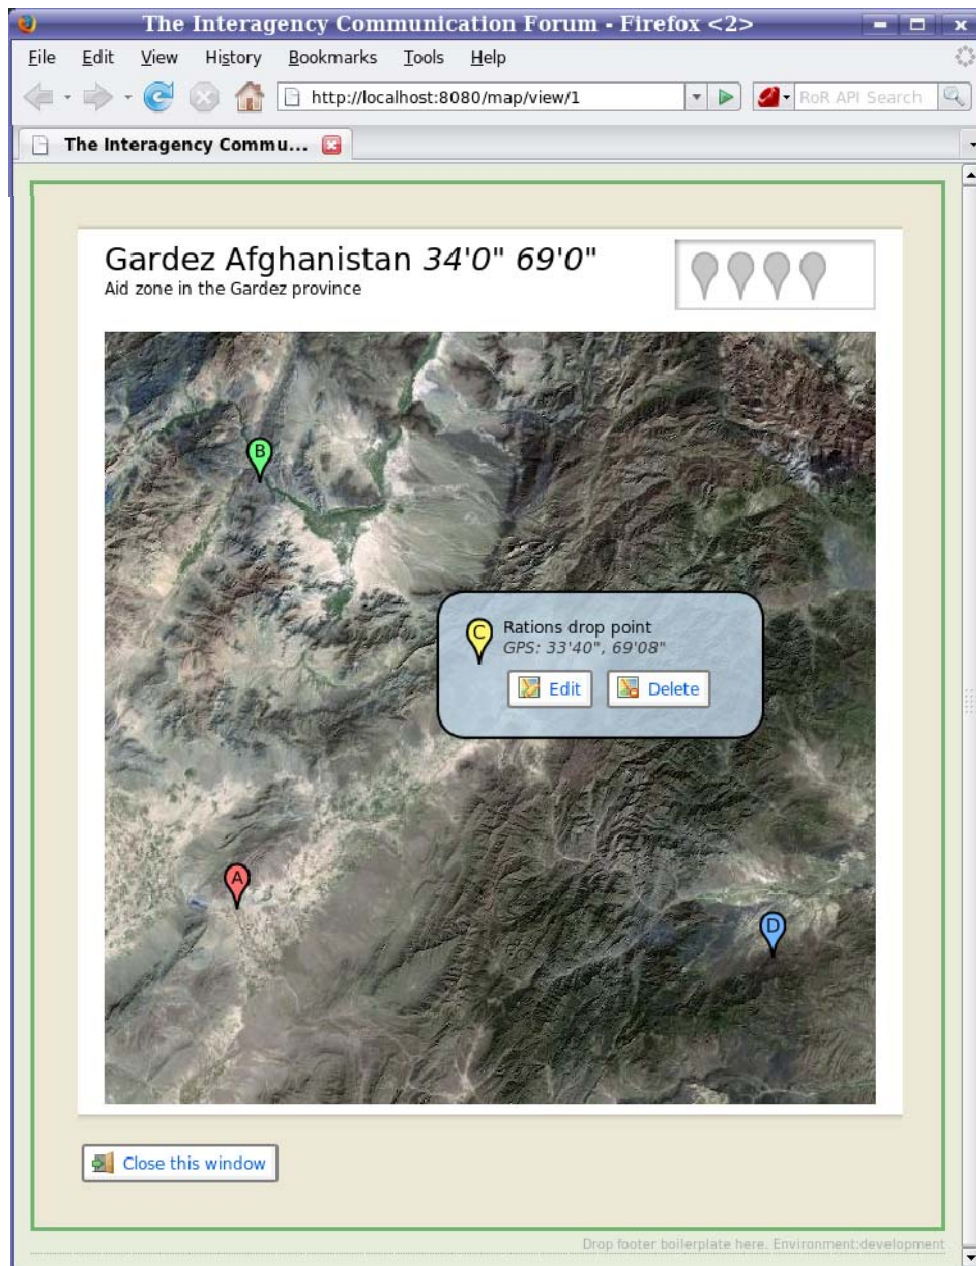 The Interagency Communication Forum - Firefox <2>
File Edit View History Bookmarks Tools Help
http://localhost:8080/map/view/1 RoR API Search
The Interagency Commu...
Gardez Afghanistan 34'0" 69'0"
Aid zone in the Gardez province
B
C Rations drop point
GPS: 33'40", 69'08"
Edit Delete
A
D
Close this window
Drop footer boilerplate here. Environment:development